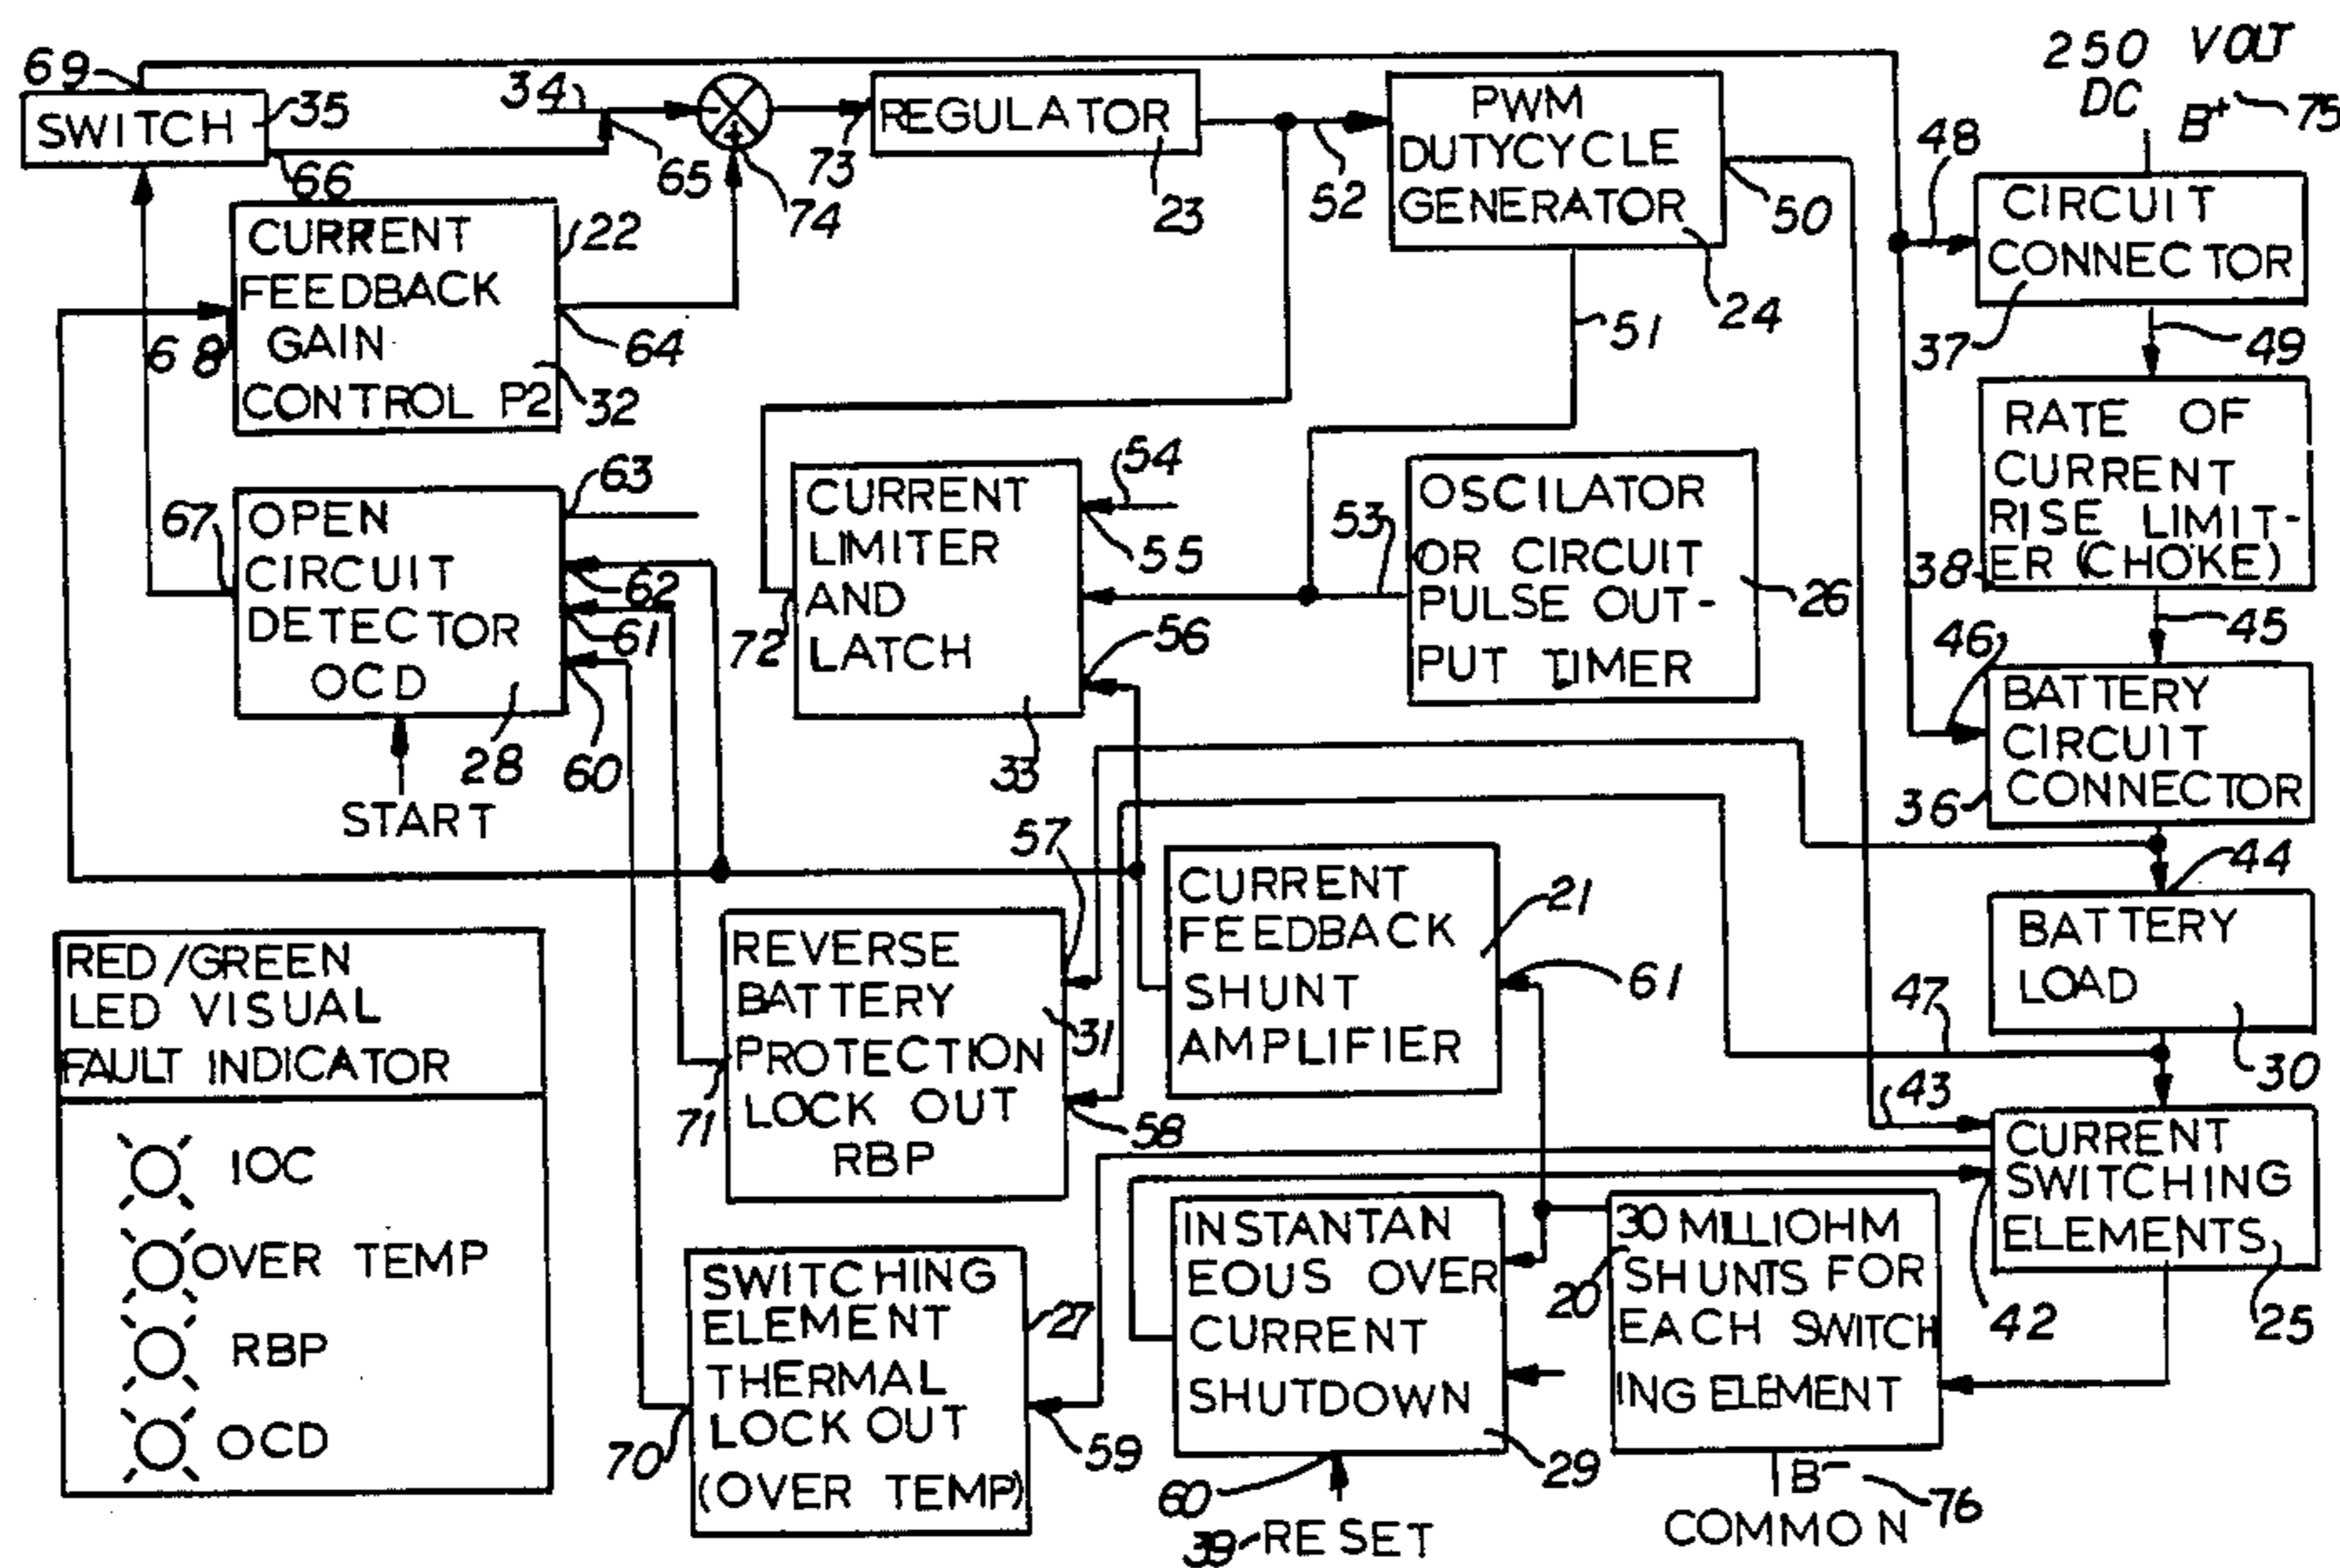 69
SWITCH
35
66
34
65
74
73
REGULATOR
23
52
PWM
DUTYCYCLE
GENERATOR
24
50
51
250 VOLT
DC
B+
75
48
CIRCUIT
CONNECTOR
37
49
CURRENT
FEEDBACK
GAIN
CONTROL P2
22
68
64
32
RATE OF
CURRENT
RISE LIMIT-
ER (CHOKE)
38
45
67
OPEN
CIRCUIT
DETECTOR
OCD
63
62
61
60
28
START
CURRENT
LIMITER
AND
LATCH
72
54
55
56
33
53
OSCILATOR
OR CIRCUIT
PULSE OUT-
PUT TIMER
26
46
BATTERY
CIRCUIT
CONNECTOR
36
44
BATTERY
LOAD
30
47
43
57
REVERSE
BATTERY
PROTECTION
LOCK OUT
RBP
31
71
58
CURRENT
FEEDBACK
SHUNT
AMPLIFIER
21
61
CURRENT
SWITCHING
ELEMENTS
42
25
RED/GREEN
LED VISUAL
FAULT INDICATOR
IOC
OVER TEMP
RBP
OCD
SWITCHING
ELEMENT
THERMAL
LOCK OUT
(OVER TEMP)
27
70
59
INSTANTAN
EOUS OVER
CURRENT
SHUTDOWN
29
60
39
RESET
30 MILLIOHM
SHUNTS FOR
EACH SWITCH
ING ELEMENT
20
B-
76
COMMON